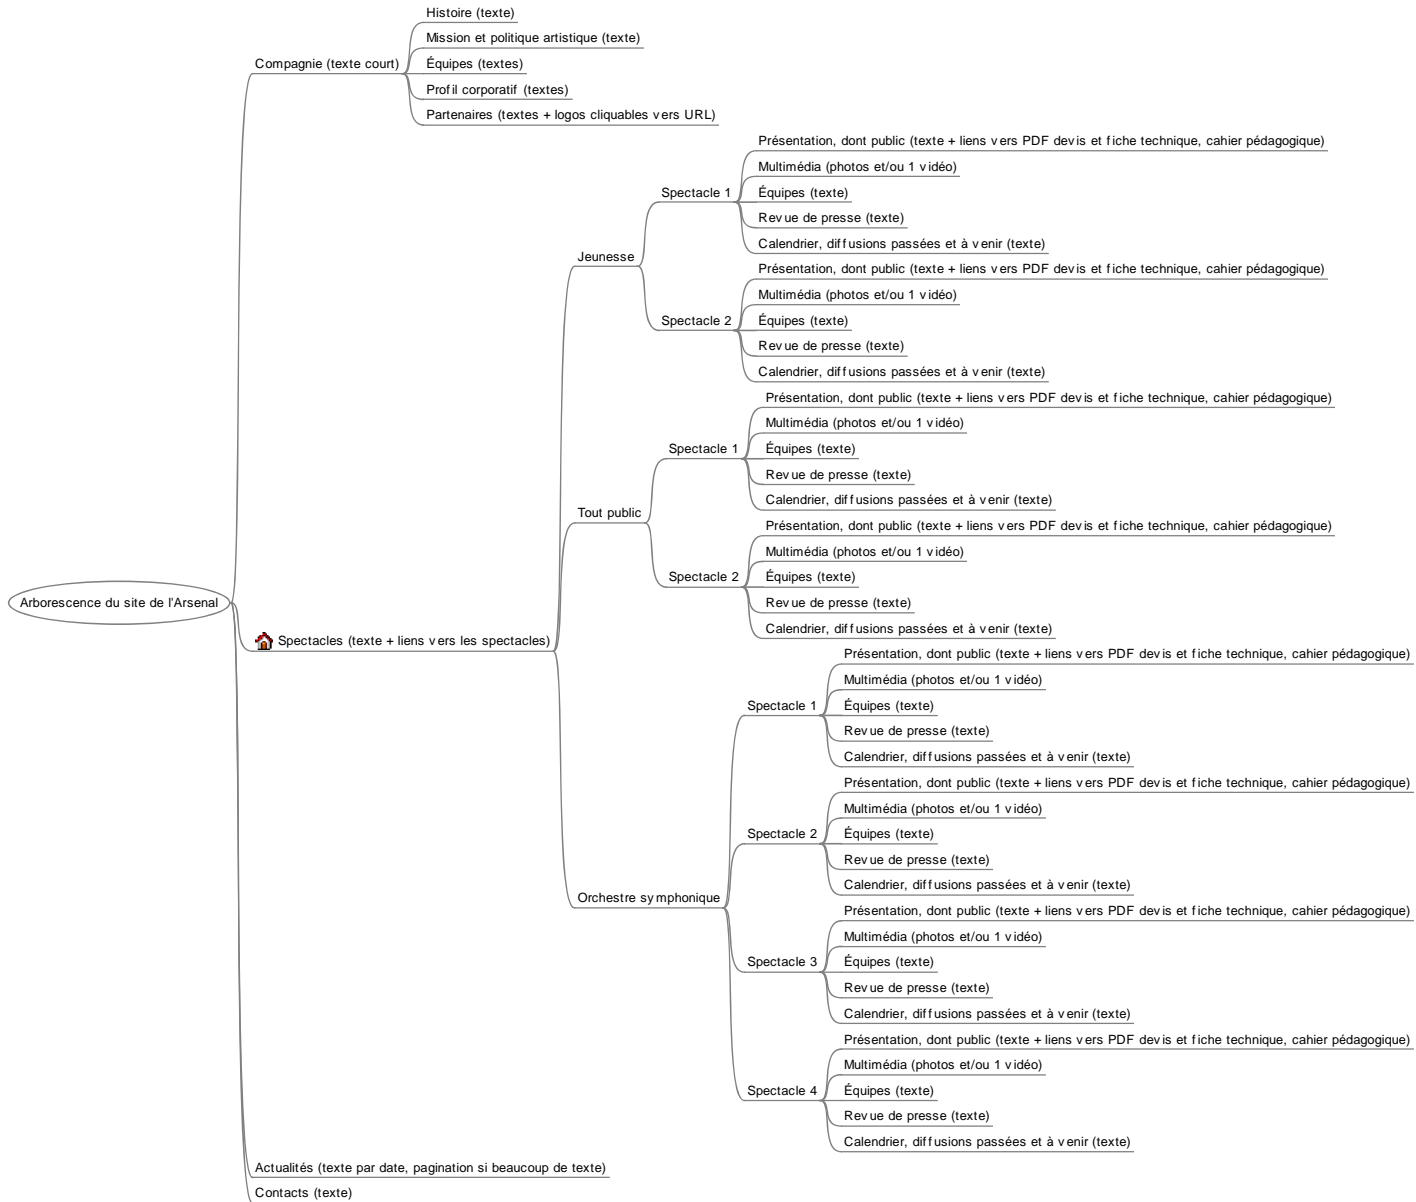 Histoire (texte)
Mission et politique artistique (texte)
Compagnie (texte court)
Équipes (textes)
Profil corporatif (textes)
Partenaires (textes + logos cliquables vers URL)
Présentation, dont public (texte + liens vers PDF devis et fiche technique, cahier pédagogique)
Multimédia (photos et/ou 1 vidéo)
Spectacle 1
Équipes (texte)
Revue de presse (texte)
Calendrier, diffusions passées et à venir (texte)
Jeunesse
Présentation, dont public (texte + liens vers PDF devis et fiche technique, cahier pédagogique)
Multimédia (photos et/ou 1 vidéo)
Spectacle 2
Équipes (texte)
Revue de presse (texte)
Calendrier, diffusions passées et à venir (texte)
Présentation, dont public (texte + liens vers PDF devis et fiche technique, cahier pédagogique)
Multimédia (photos et/ou 1 vidéo)
Spectacle 1
Équipes (texte)
Revue de presse (texte)
Calendrier, diffusions passées et à venir (texte)
Tout public
Présentation, dont public (texte + liens vers PDF devis et fiche technique, cahier pédagogique)
Multimédia (photos et/ou 1 vidéo)
Spectacle 2
Équipes (texte)
Revue de presse (texte)
Calendrier, diffusions passées et à venir (texte)
Arborescence du site de l'Arsenal
Spectacles (texte + liens vers les spectacles)
Présentation, dont public (texte + liens vers PDF devis et fiche technique, cahier pédagogique)
Multimédia (photos et/ou 1 vidéo)
Spectacle 1
Équipes (texte)
Revue de presse (texte)
Calendrier, diffusions passées et à venir (texte)
Présentation, dont public (texte + liens vers PDF devis et fiche technique, cahier pédagogique)
Multimédia (photos et/ou 1 vidéo)
Spectacle 2
Équipes (texte)
Revue de presse (texte)
Calendrier, diffusions passées et à venir (texte)
Orchestre symphonique
Présentation, dont public (texte + liens vers PDF devis et fiche technique, cahier pédagogique)
Multimédia (photos et/ou 1 vidéo)
Spectacle 3
Équipes (texte)
Revue de presse (texte)
Calendrier, diffusions passées et à venir (texte)
Présentation, dont public (texte + liens vers PDF devis et fiche technique, cahier pédagogique)
Multimédia (photos et/ou 1 vidéo)
Spectacle 4
Équipes (texte)
Revue de presse (texte)
Calendrier, diffusions passées et à venir (texte)
Actualités (texte par date, pagination si beaucoup de texte)
Contacts (texte)